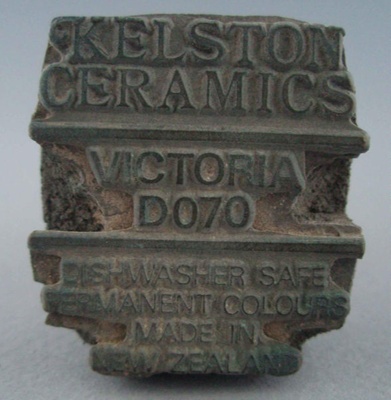 KELSTON
CERAMICS
VICTORIA
D070
DISHWASHER SAFE
PERMANENT COLOURS
MADE IN
NEW ZEALAND